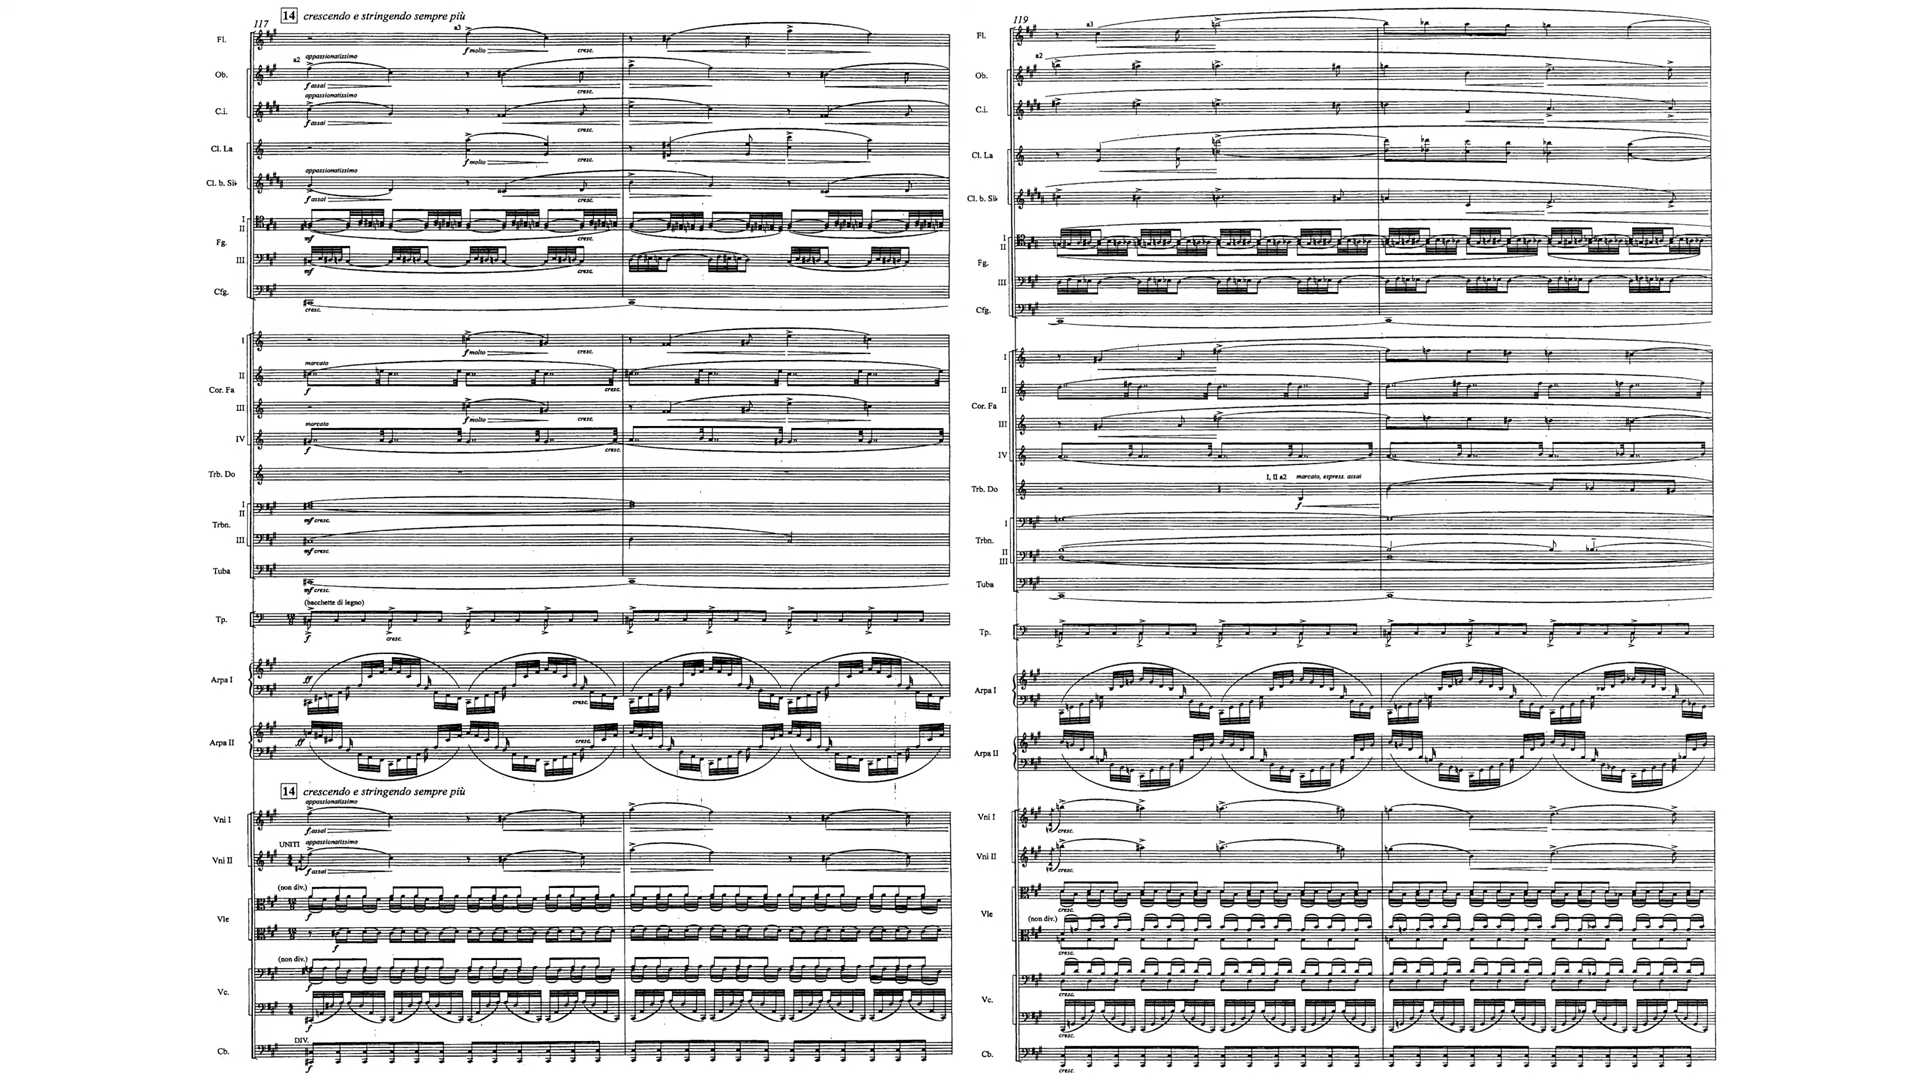 117
14 crescendo e stringendo sempre più
a3
Fl.
f molto
cresc.
a2
appassionatissimo
Ob.
f assai
cresc.
appassionatissimo
C.i.
f assai
cresc.
Cl. La
f molto
cresc.
appassionatissimo
Cl. b. Si♭
f assai
cresc.
I
II
mf
cresc.
Fg.
III
mf
cresc.
Cfg.
cresc.
I
f molto
cresc.
marcato
II
f
cresc.
Cor. Fa
III
f molto
cresc.
marcato
IV
f
cresc.
Trb. Do
I
II
mf cresc.
Trbn.
III
mf cresc.
Tuba
mf cresc.
(bacchette di legno)
Tp.
f
cresc.
Arpa I
ff
cresc.
Arpa II
ff
cresc.
14 crescendo e stringendo sempre più
appassionatissimo
Vni I
f assai
UNITI
appassionatissimo
Vni II
f assai
(non div.)
f
Vle
f
(non div.)
f
Vc.
f
DIV.
Cb.
f
119
a3
Fl.
a2
Ob.
C.i.
Cl. La
Cl. b. Si♭
I
II
Fg.
III
Cfg.
I
II
Cor. Fa
III
IV
I, II a2 marcato, espress. assai
Trb. Do
f
I
Trbn.
II
III
Tuba
Tp.
Arpa I
Arpa II
Vni I
cresc.
Vni II
cresc.
cresc.
Vle
(non div.)
cresc.
cresc.
Vc.
cresc.
Cb.
cresc.